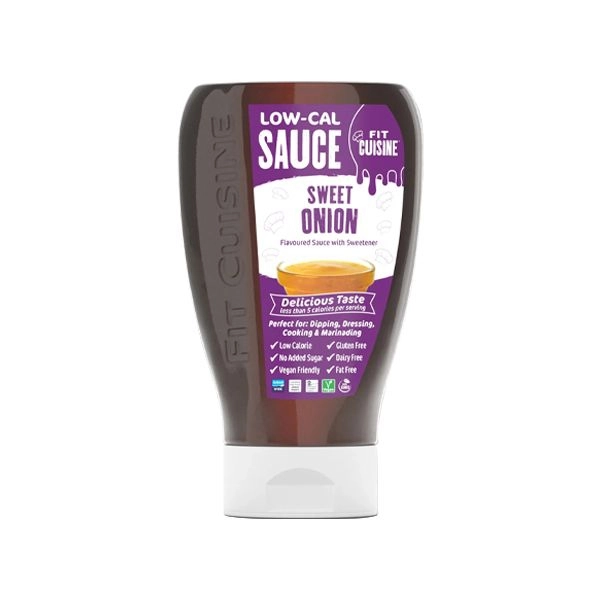 FIT CUISINE
LOW-CAL
SAUCE
FIT
CUISINE
SWEET
ONION
Flavoured Sauce with Sweetener
Delicious Taste
less than 5 calories per serving
Perfect for: Dipping, Dressing,
Cooking & Marinading
✓ Low Calorie ✓ Gluten Free
✓ No Added Sugar ✓ Dairy Free
✓ Vegan Friendly ✓ Fat Free